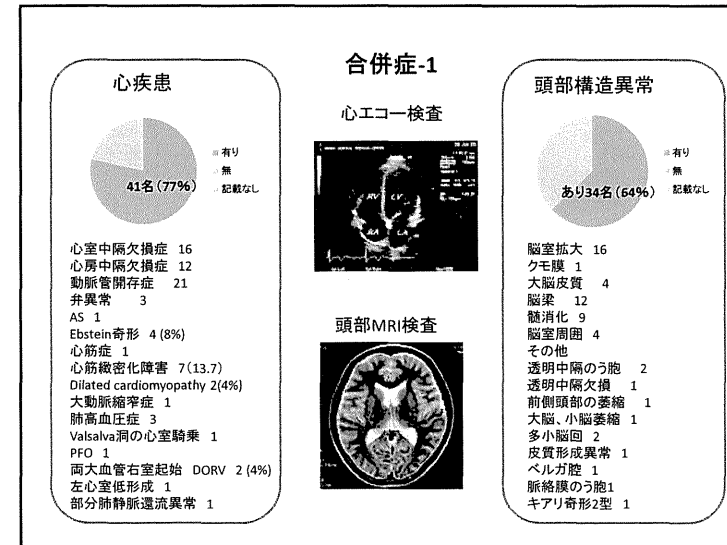 合併症-1
心疾患
有り
無
記載なし
41名(77%)
心室中隔欠損症 16
心房中隔欠損症 12
動脈管開存症 21
弁異常 3
AS 1
Ebstein奇形 4 (8%)
心筋症 1
心筋緻密化障害 7(13.7)
Dilated cardiomyopathy 2(4%)
大動脈縮窄症 1
肺高血圧症 3
Valsalva洞の心室騎乗 1
PFO 1
両大血管右室起始 DORV 2 (4%)
左心室低形成 1
部分肺静脈還流異常 1
心エコー検査
RV LV
RA LA
頭部MRI検査
頭部構造異常
有り
無
記載なし
あり34名(64%)
脳室拡大 16
クモ膜 1
大脳皮質 4
脳梁 12
髄消化 9
脳室周囲 4
その他
透明中隔のう胞 2
透明中隔欠損 1
前側頭部の萎縮 1
大脳、小脳萎縮 1
多小脳回 2
皮質形成異常 1
ベルガ腔 1
脈絡膜のう胞1
キアリ奇形2型 1